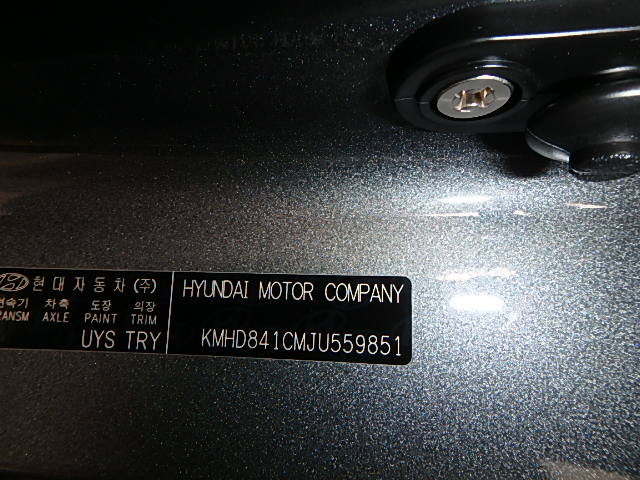 현대자동차(주)
변속기 차축 도장 의장
TRANSM AXLE PAINT TRIM
UYS TRY
HYUNDAI MOTOR COMPANY
KMHD841CMJU559851